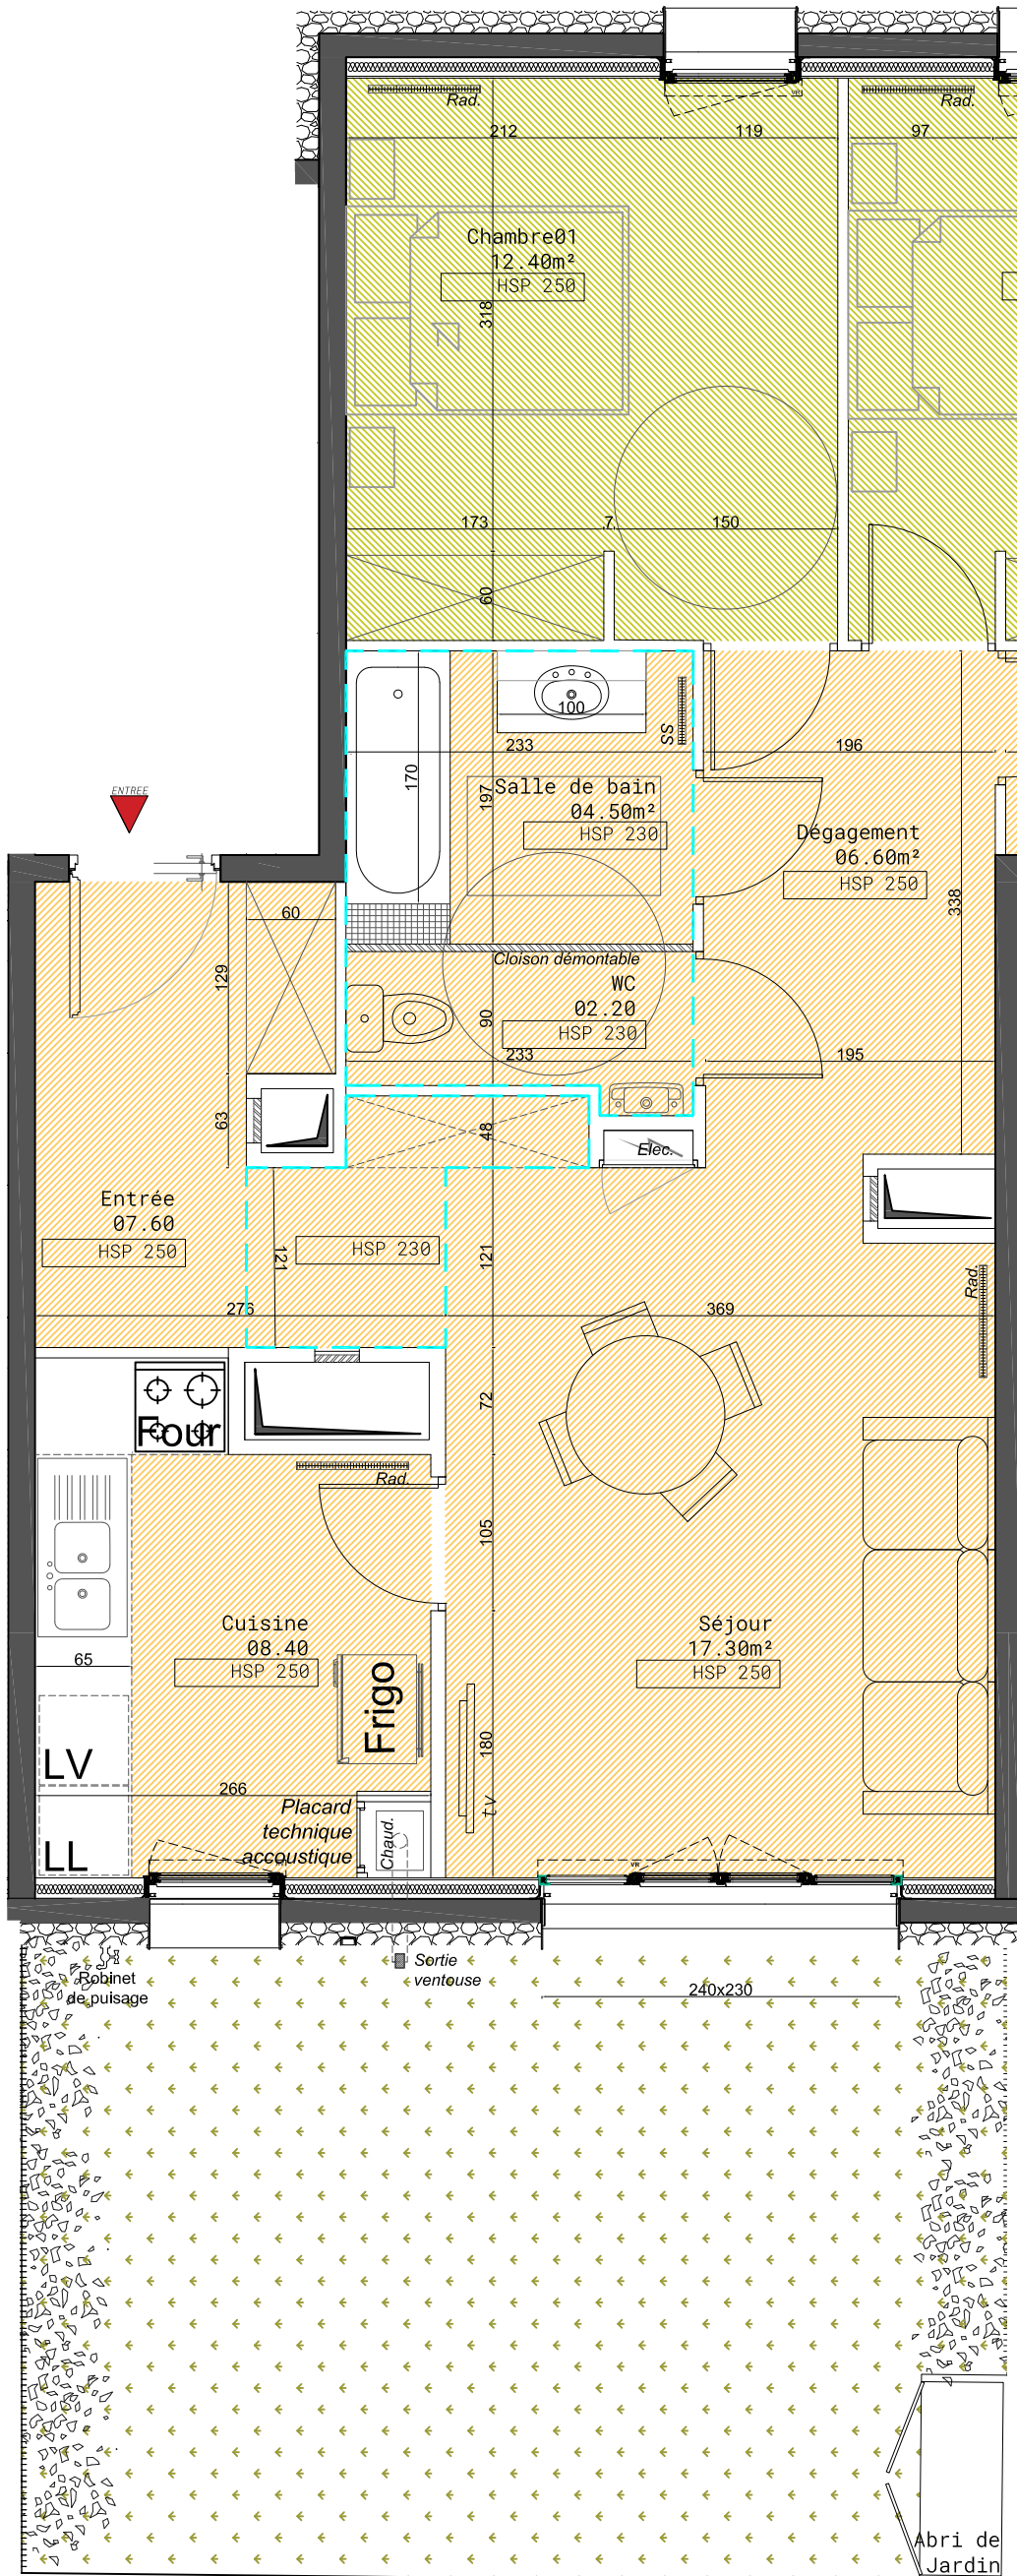 Rad.
Rad.
212
119
97
VR
Chambre01
12.40m²
HSP 250
318
173
7
150
60
100
SS
233
196
170
197
Salle de bain
04.50m²
HSP 230
ENTREE
Dégagement
06.60m²
HSP 250
338
60
129
Cloison démontable
WC
02.20
HSP 230
90
233
195
63
48
Elec.
Entrée
07.60
HSP 250
HSP 230
121
121
Rad.
276
369
72
Four
Rad.
105
Cuisine
08.40
HSP 250
Séjour
17.30m²
HSP 250
65
Frigo
LV
180
266
t.v
Placard
technique
accoustique
Chaud.
LL
VR
Robinet
de puisage
Sortie
ventouse
240x230
Abri de
Jardin